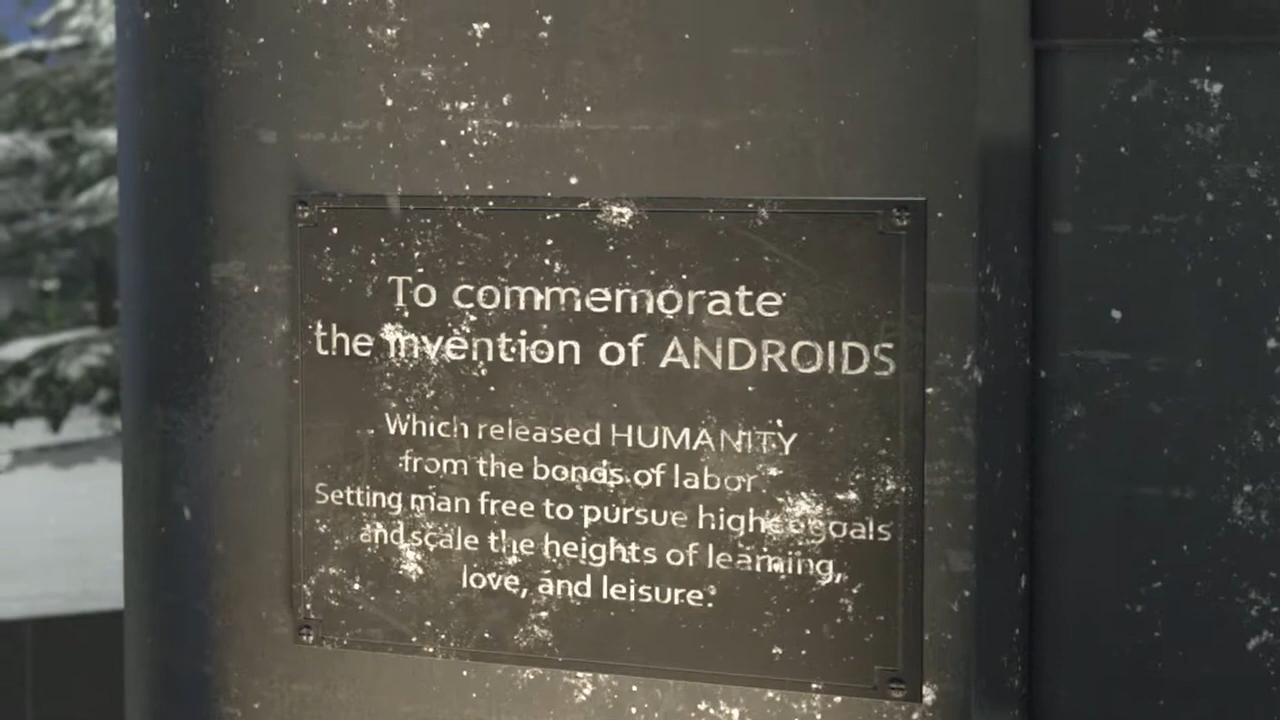 To commemorate
the invention of ANDROIDS
Which released HUMANITY
from the bonds of labor
Setting man free to pursue higher goals
and scale the heights of learning,
love, and leisure.